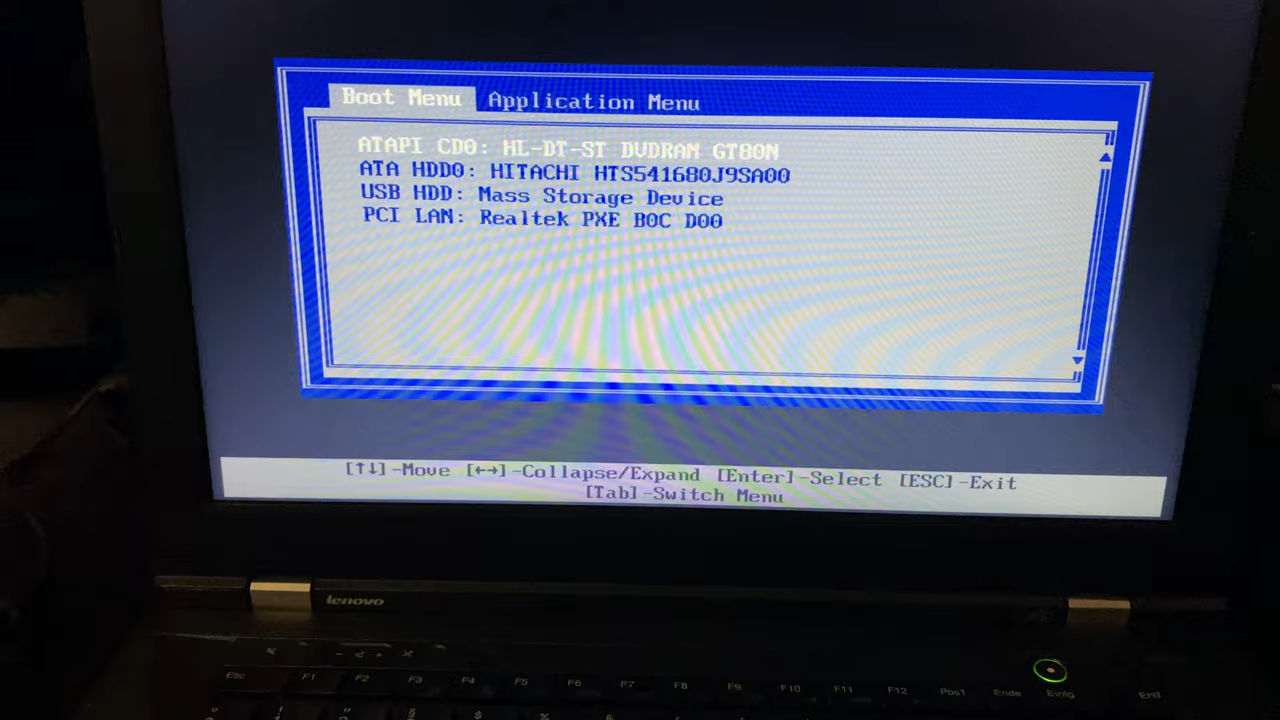 Boot Menu Application Menu
ATAPI CD0: HL-DT-ST DVDRAM GT80N
ATA HDD0: HITACHI HTS541680J9SA00
USB HDD: Mass Storage Device
PCI LAN: Realtek PXE B0C D00
[↑↓]-Move [←→]-Collapse/Expand [Enter]-Select [ESC]-Exit
[Tab]-Switch Menu
lenovo
Esc F1 F2 F3 F4 F5 F6 F7 F8 F9 F10 F11 F12 Pos1 Ende Einfg Entf